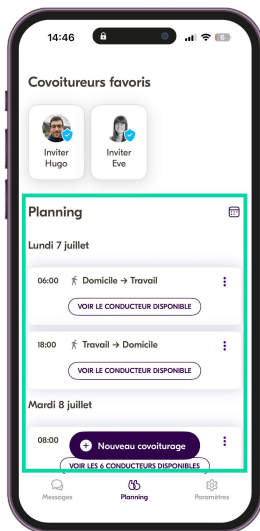 14:46
6
Covoitureurs favoris
Inviter
Hugo
Inviter
Eve
Planning
Lundi 7 juillet
06:00 Domicile → Travail
VOIR LE CONDUCTEUR DISPONIBLE
18:00 Travail → Domicile
VOIR LE CONDUCTEUR DISPONIBLE
Mardi 8 juillet
08:00
Nouveau covoiturage
VOIR LES 6 CONDUCTEURS DISPONIBLES
Messages
Planning
Paramètres